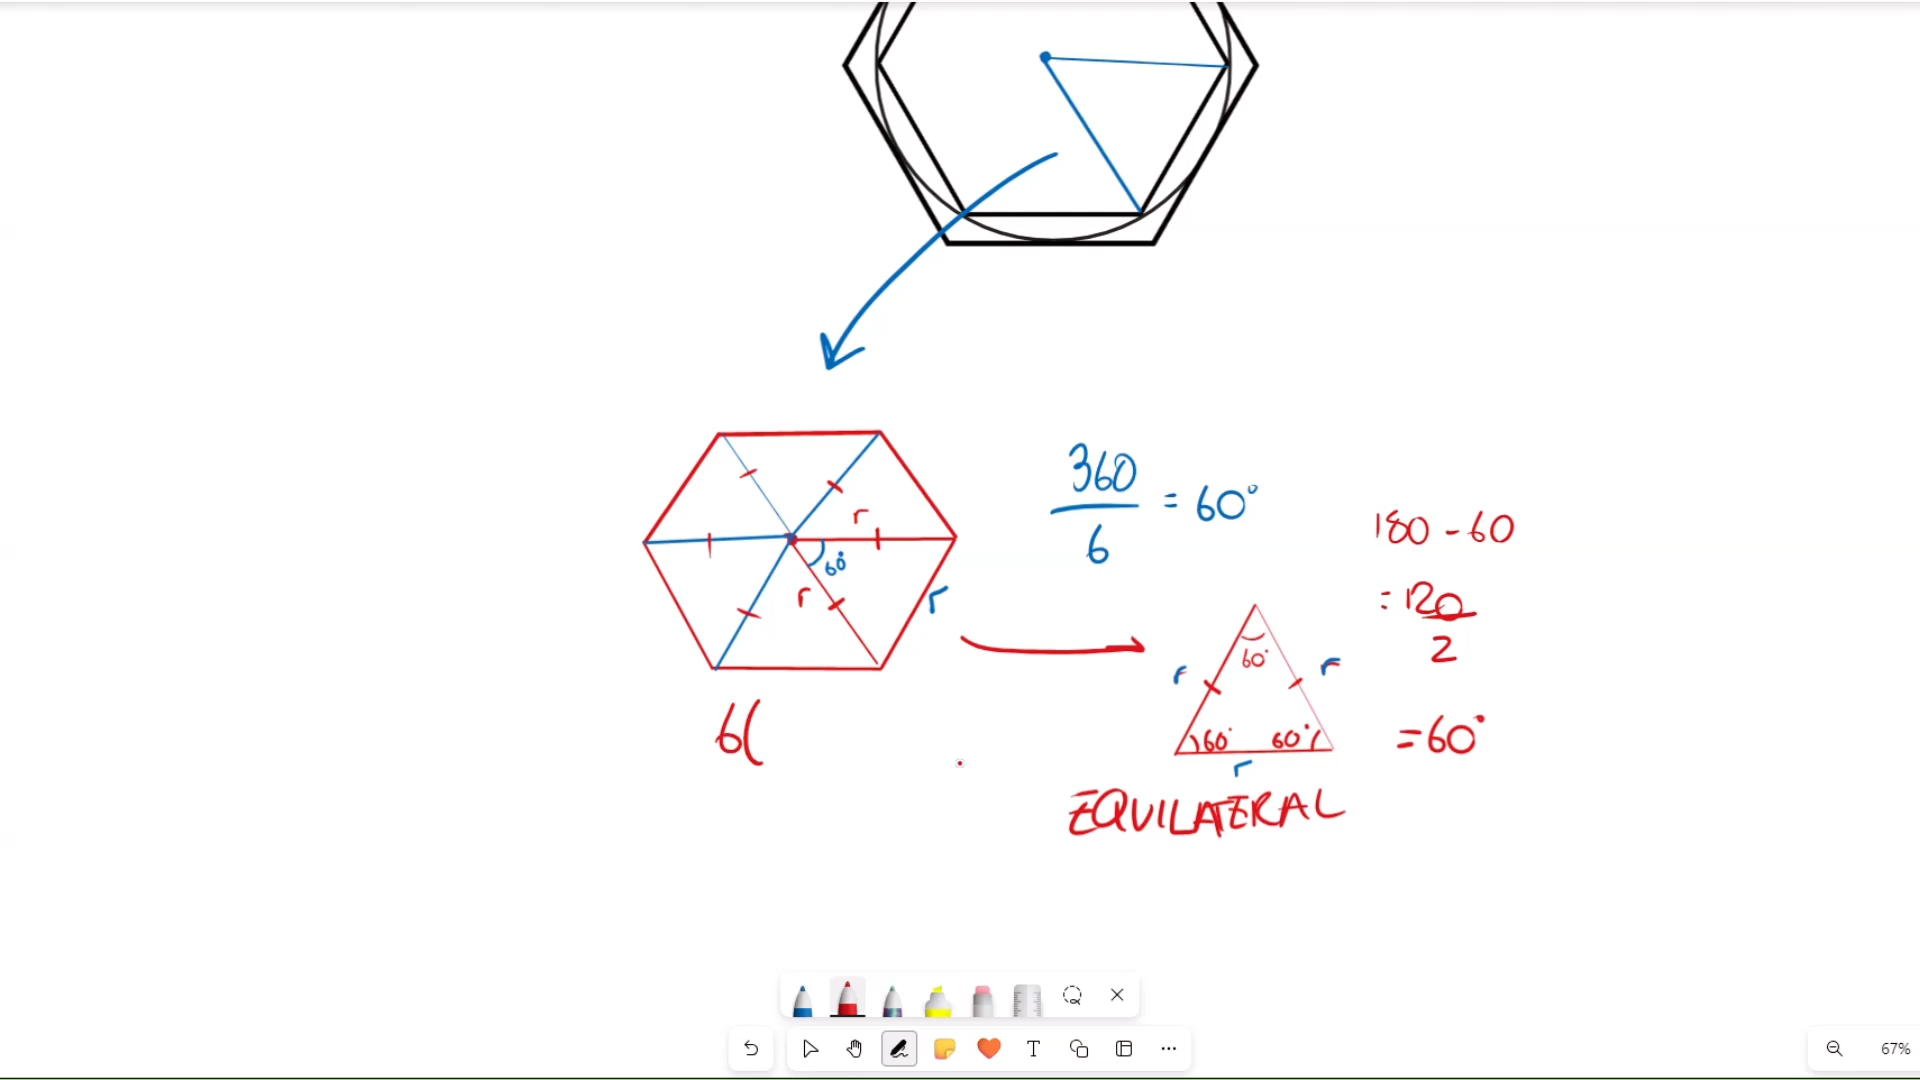 360
6
= 60°
180 - 60
= 120
2
= 60°
r
60°
r
r
60°
r
r
60° 60°
r
6(
EQUILATERAL
T
67%